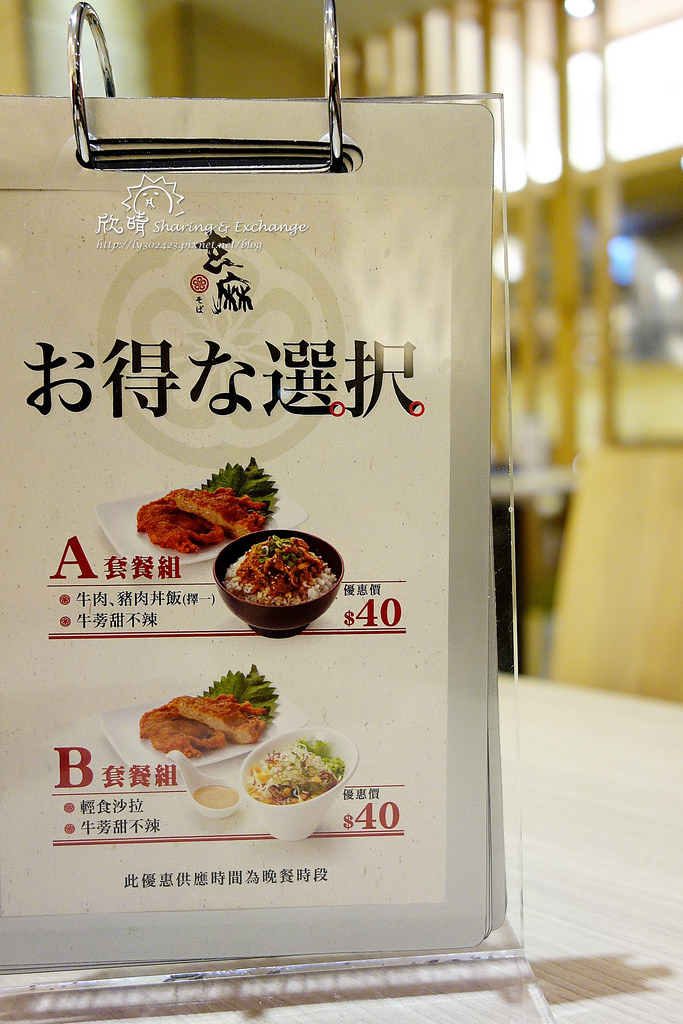 欣晴 Sharing & Exchange
http://ly302423.pixnet.net/blog
麻
そば
お得な選択。
A 套餐組
牛肉、豬肉丼飯(擇一)
牛蒡甜不辣
優惠價
$40
B 套餐組
輕食沙拉
牛蒡甜不辣
優惠價
$40
此優惠供應時間為晚餐時段